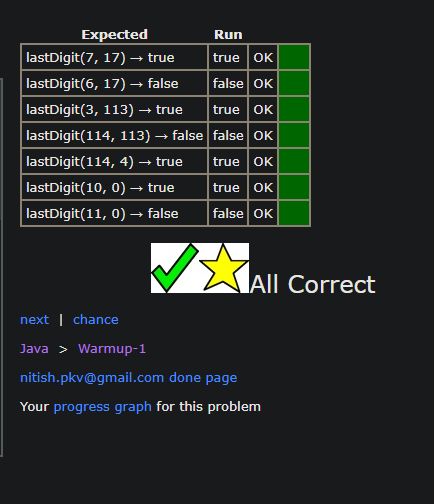 Expected Run
lastDigit(7, 17) → true true OK
lastDigit(6, 17) → false false OK
lastDigit(3, 113) → true true OK
lastDigit(114, 113) → false false OK
lastDigit(114, 4) → true true OK
lastDigit(10, 0) → true true OK
lastDigit(11, 0) → false false OK
All Correct
next | chance
Java > Warmup-1
nitish.pkv@gmail.com done page
Your progress graph for this problem